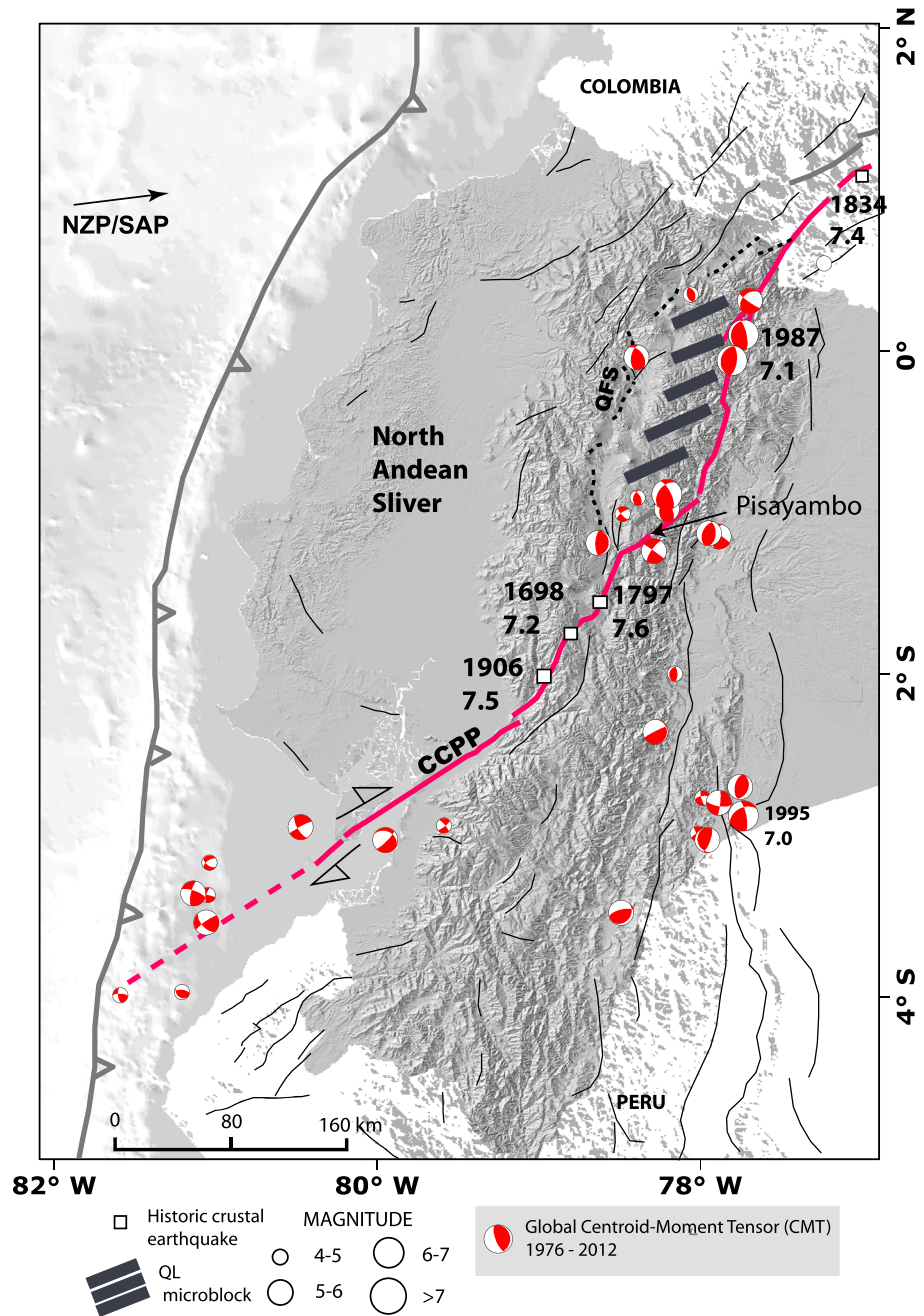 2° N
COLOMBIA
NZP/SAP
1834
7.4
1987
7.1
0°
QFS
North
Andean
Sliver
Pisayambo
1698
7.2
1797
7.6
1906
7.5
2° S
CCPP
1995
7.0
4° S
PERU
0
80
160 km
82° W
80° W
78° W
Historic crustal
earthquake
QL
microblock
MAGNITUDE
4-5
5-6
6-7
>7
Global Centroid-Moment Tensor (CMT)
1976 - 2012